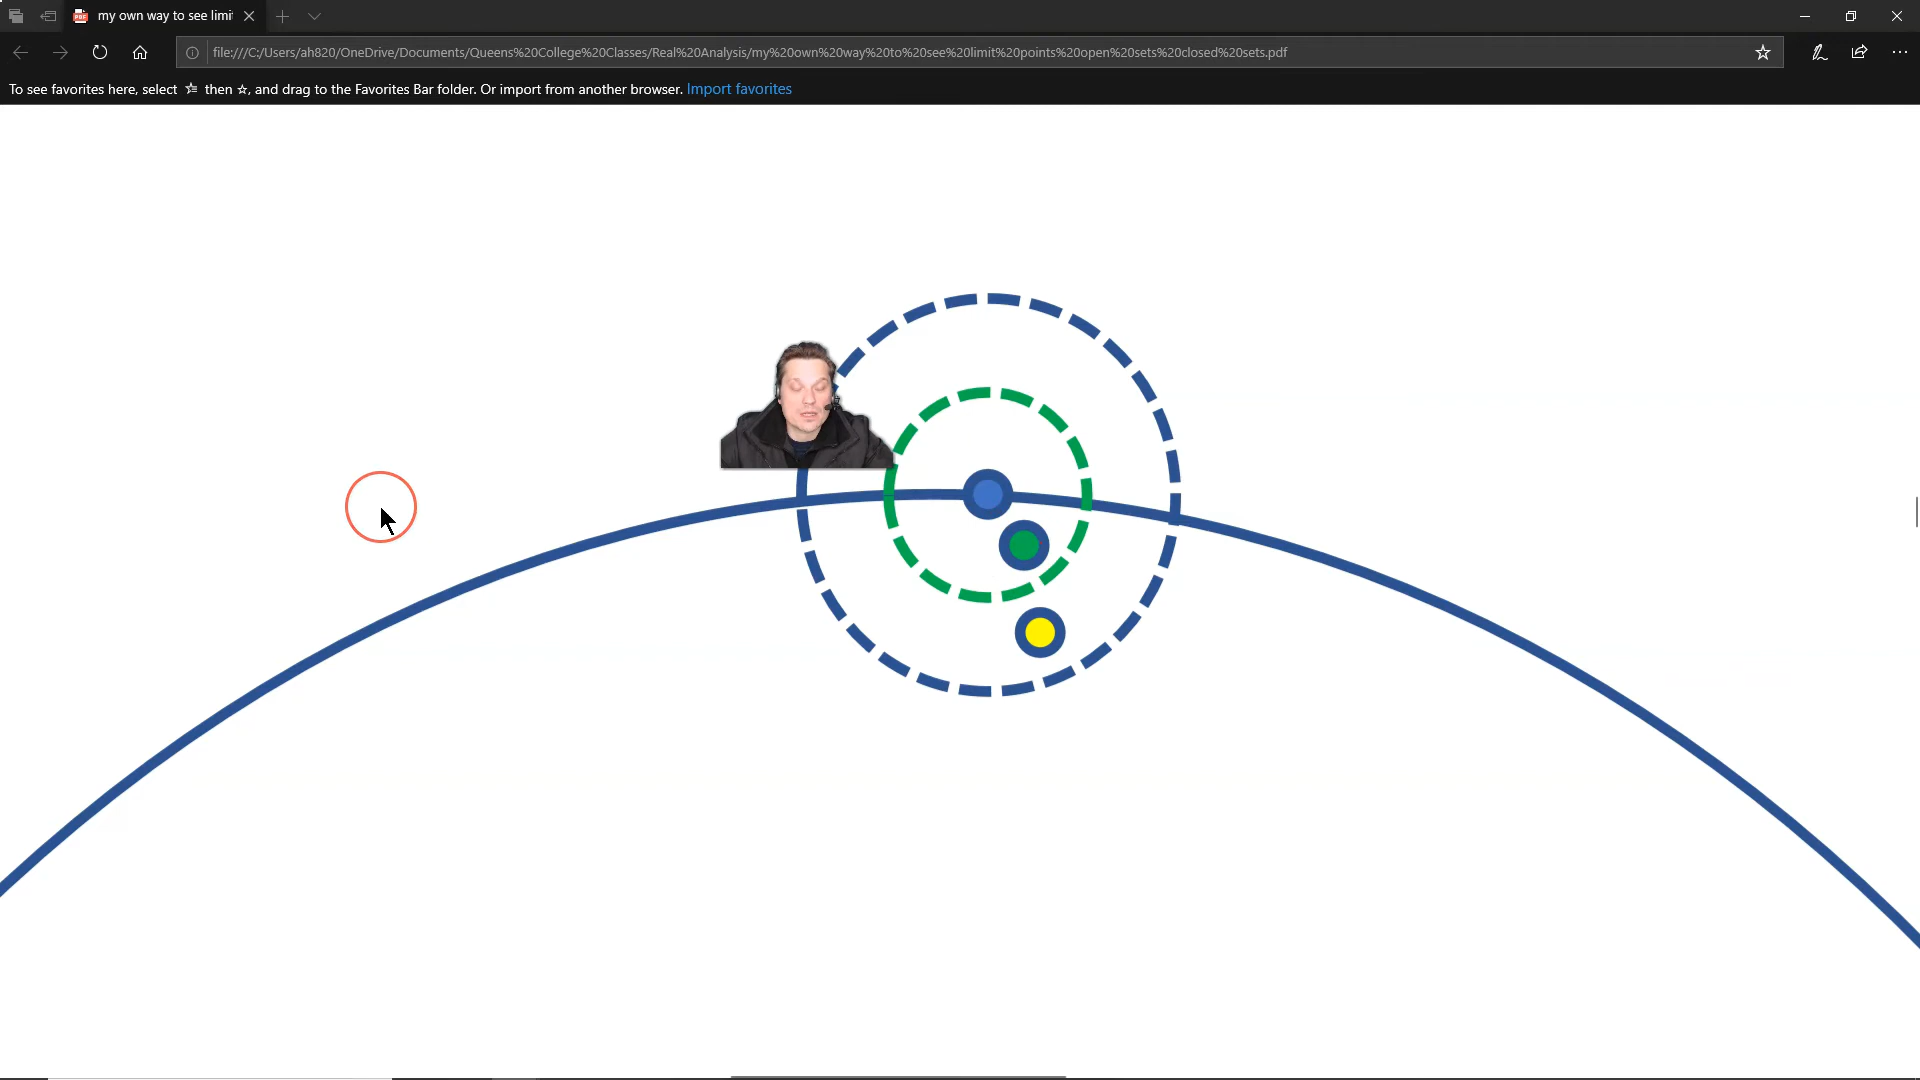 my own way to see limi
file:///C:/Users/ah820/OneDrive/Documents/Queens%20College%20Classes/Real%20Analysis/my%20own%20way%20to%20see%20limit%20points%20open%20sets%20closed%20sets.pdf
To see favorites here, select then ☆, and drag to the Favorites Bar folder. Or import from another browser. Import favorites